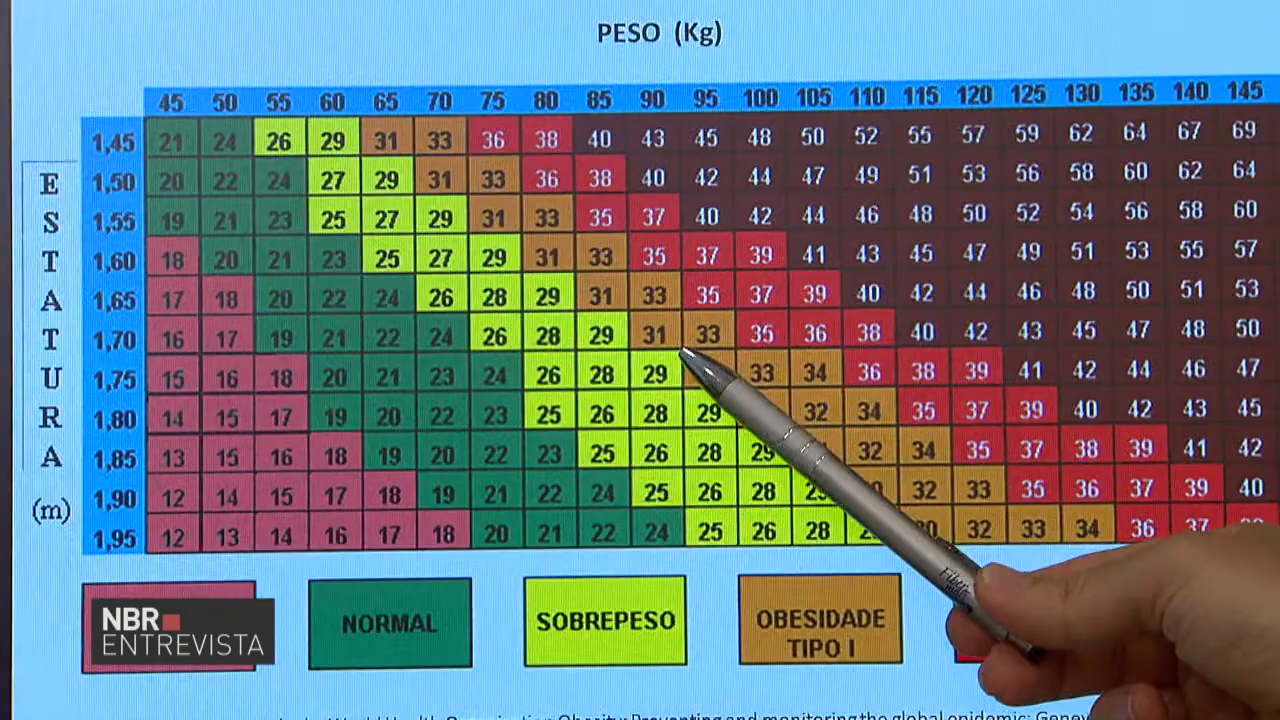 PESO (Kg)
45 50 55 60 65 70 75 80 85 90 95 100 105 110 115 120 125 130 135 140 145
ESTATURA (m)
1,45 21 24 26 29 31 33 36 38 40 43 45 48 50 52 55 57 59 62 64 67 69
1,50 20 22 24 27 29 31 33 36 38 40 42 44 47 49 51 53 56 58 60 62 64
1,55 19 21 23 25 27 29 31 33 35 37 40 42 44 46 48 50 52 54 56 58 60
1,60 18 20 21 23 25 27 29 31 33 35 37 39 41 43 45 47 49 51 53 55 57
1,65 17 18 20 22 24 26 28 29 31 33 35 37 39 40 42 44 46 48 50 51 53
1,70 16 17 19 21 22 24 26 28 29 31 33 35 36 38 40 42 43 45 47 48 50
1,75 15 16 18 20 21 23 24 26 28 29 33 34 36 38 39 41 42 44 46 47
1,80 14 15 17 19 20 22 23 25 26 28 29 32 34 35 37 39 40 42 43 45
1,85 13 15 16 18 19 20 22 23 25 26 28 29 32 34 35 37 38 39 41 42
1,90 12 14 15 17 18 19 21 22 24 25 26 28 32 33 35 36 37 39 40
1,95 12 13 14 16 17 18 20 21 22 24 25 26 28 32 33 34 36 37
NBR
ENTREVISTA
NORMAL
SOBREPESO
OBESIDADE
TIPO I
World Health Organization Obesity: Preventing and monitoring the global epidemic: